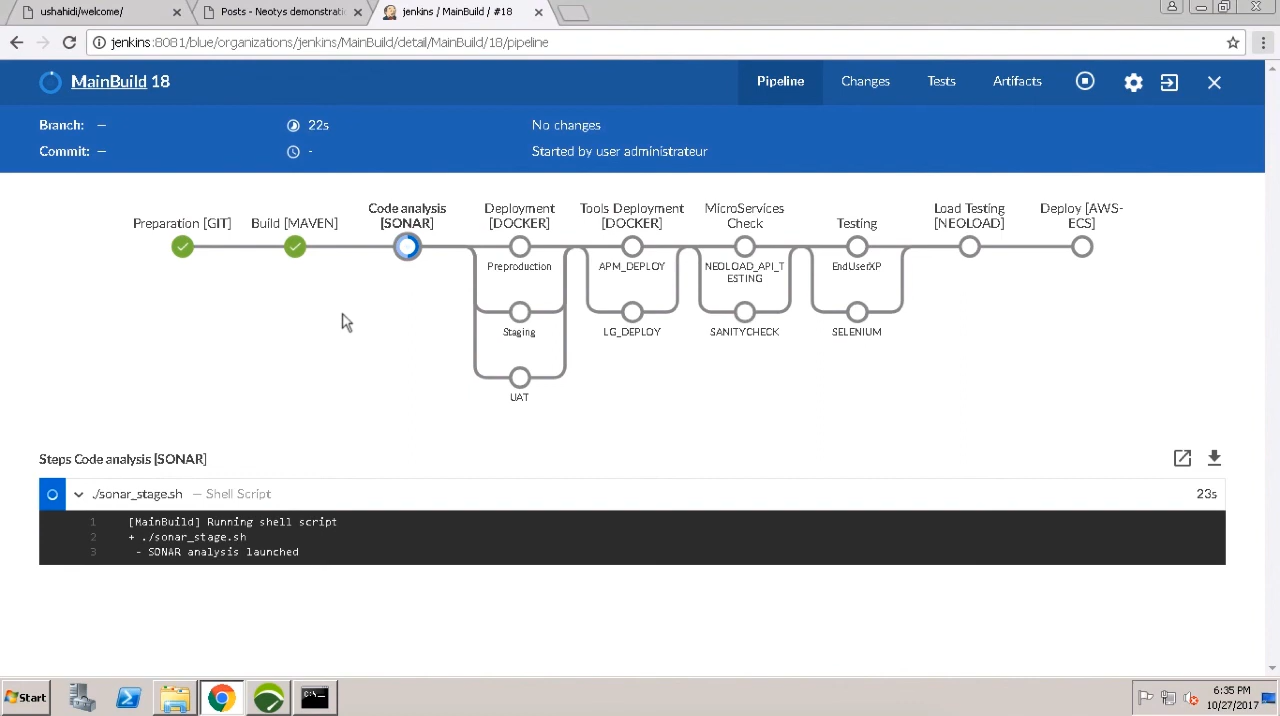 ushahidi/welcome/
Posts - Neotys demonstrati
jenkins / MainBuild / #18
jenkins:8081/blue/organizations/jenkins/MainBuild/detail/MainBuild/18/pipeline
MainBuild 18
Pipeline
Changes
Tests
Artifacts
Branch: —
22s
No changes
Commit: —
-
Started by user administrateur
Preparation [GIT]
Build [MAVEN]
Code analysis
[SONAR]
Deployment
[DOCKER]
Tools Deployment
[DOCKER]
MicroServices
Check
Testing
Load Testing
[NEOLOAD]
Deploy [AWS-
ECS]
Preproduction
APM_DEPLOY
NEOLOAD_API_T
ESTING
EndUserXP
Staging
LG_DEPLOY
SANITYCHECK
SELENIUM
UAT
Steps Code analysis [SONAR]
./sonar_stage.sh — Shell Script
23s
1 [MainBuild] Running shell script
2 + ./sonar_stage.sh
3 - SONAR analysis launched
Start
6:35 PM
10/27/2017